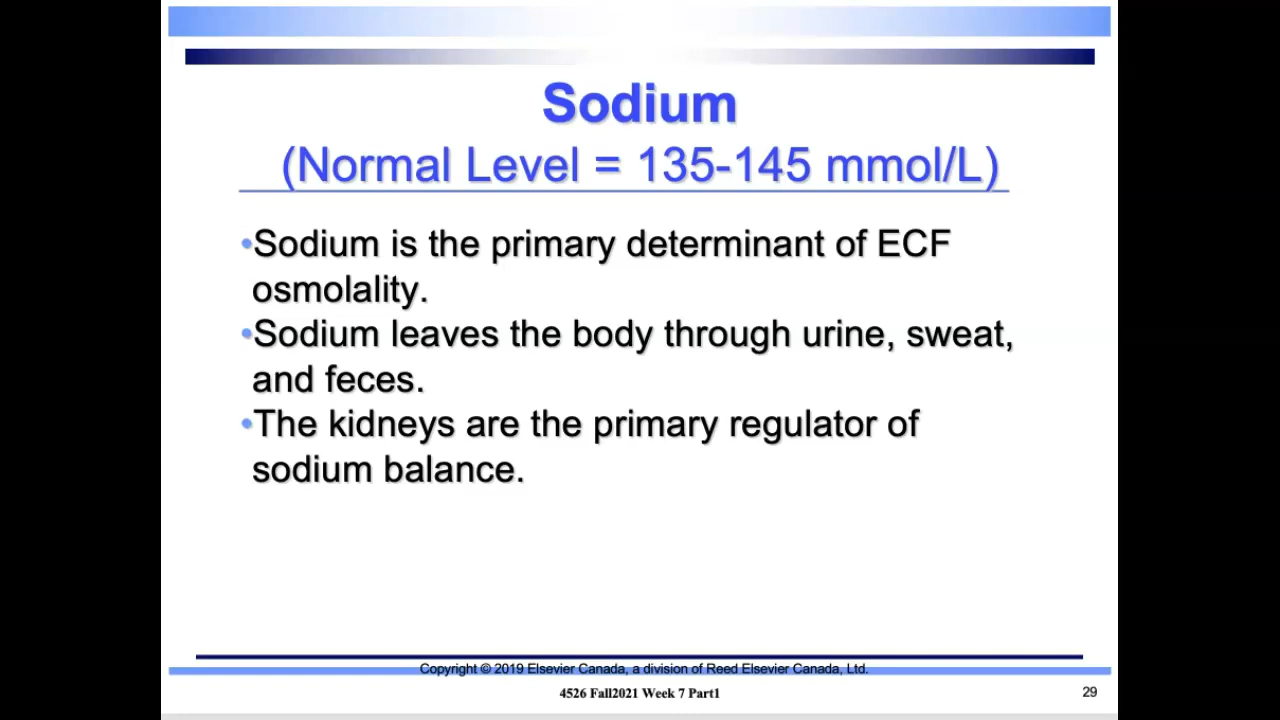 Sodium
(Normal Level = 135-145 mmol/L)
•Sodium is the primary determinant of ECF
osmolality.
•Sodium leaves the body through urine, sweat,
and feces.
•The kidneys are the primary regulator of
sodium balance.
Copyright © 2019 Elsevier Canada, a division of Reed Elsevier Canada, Ltd.
4526 Fall2021 Week 7 Part1
29